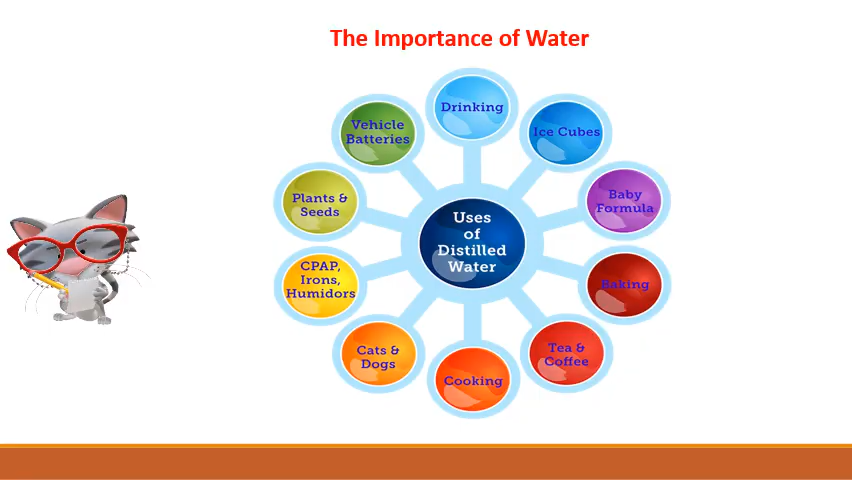 The Importance of Water
Drinking
Ice Cubes
Baby
Formula
Baking
Tea &
Coffee
Cooking
Cats &
Dogs
CPAP,
Irons,
Humidors
Plants &
Seeds
Vehicle
Batteries
Uses
of
Distilled
Water